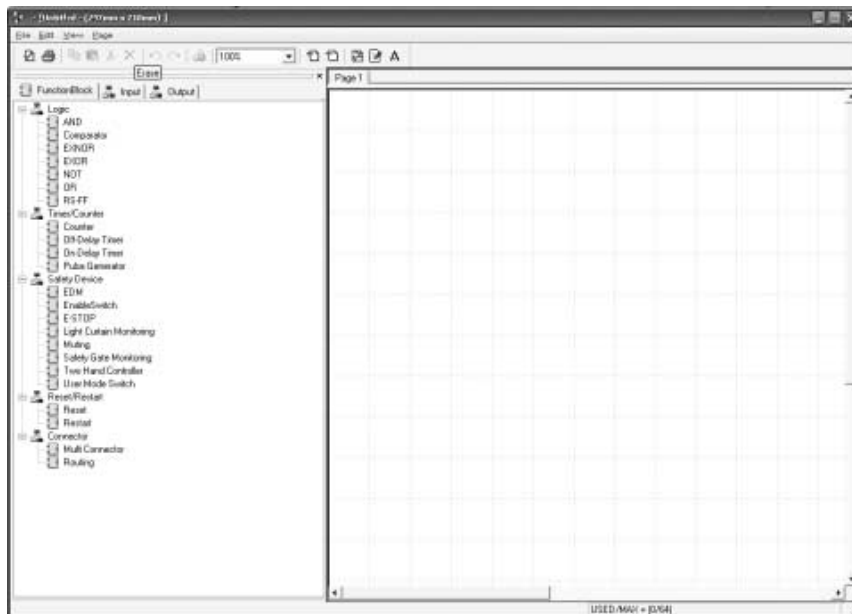 - [Untitled - (297mm x 210mm) ]
File Edit View Page
100%
A
Erase
Page 1
FunctionBlock Input Output
Logic
AND
Comparator
EXNOR
EXOR
NOT
OR
RS-FF
Timer/Counter
Counter
Off-Delay Timer
On-Delay Timer
Pulse Generator
Safety Device
EDM
EnableSwitch
E-STOP
Light Curtain Monitoring
Muting
Safety Gate Monitoring
Two Hand Controller
User Mode Switch
Reset/Restart
Reset
Restart
Connector
Multi Connector
Routing
USED/MAX = [0/64]